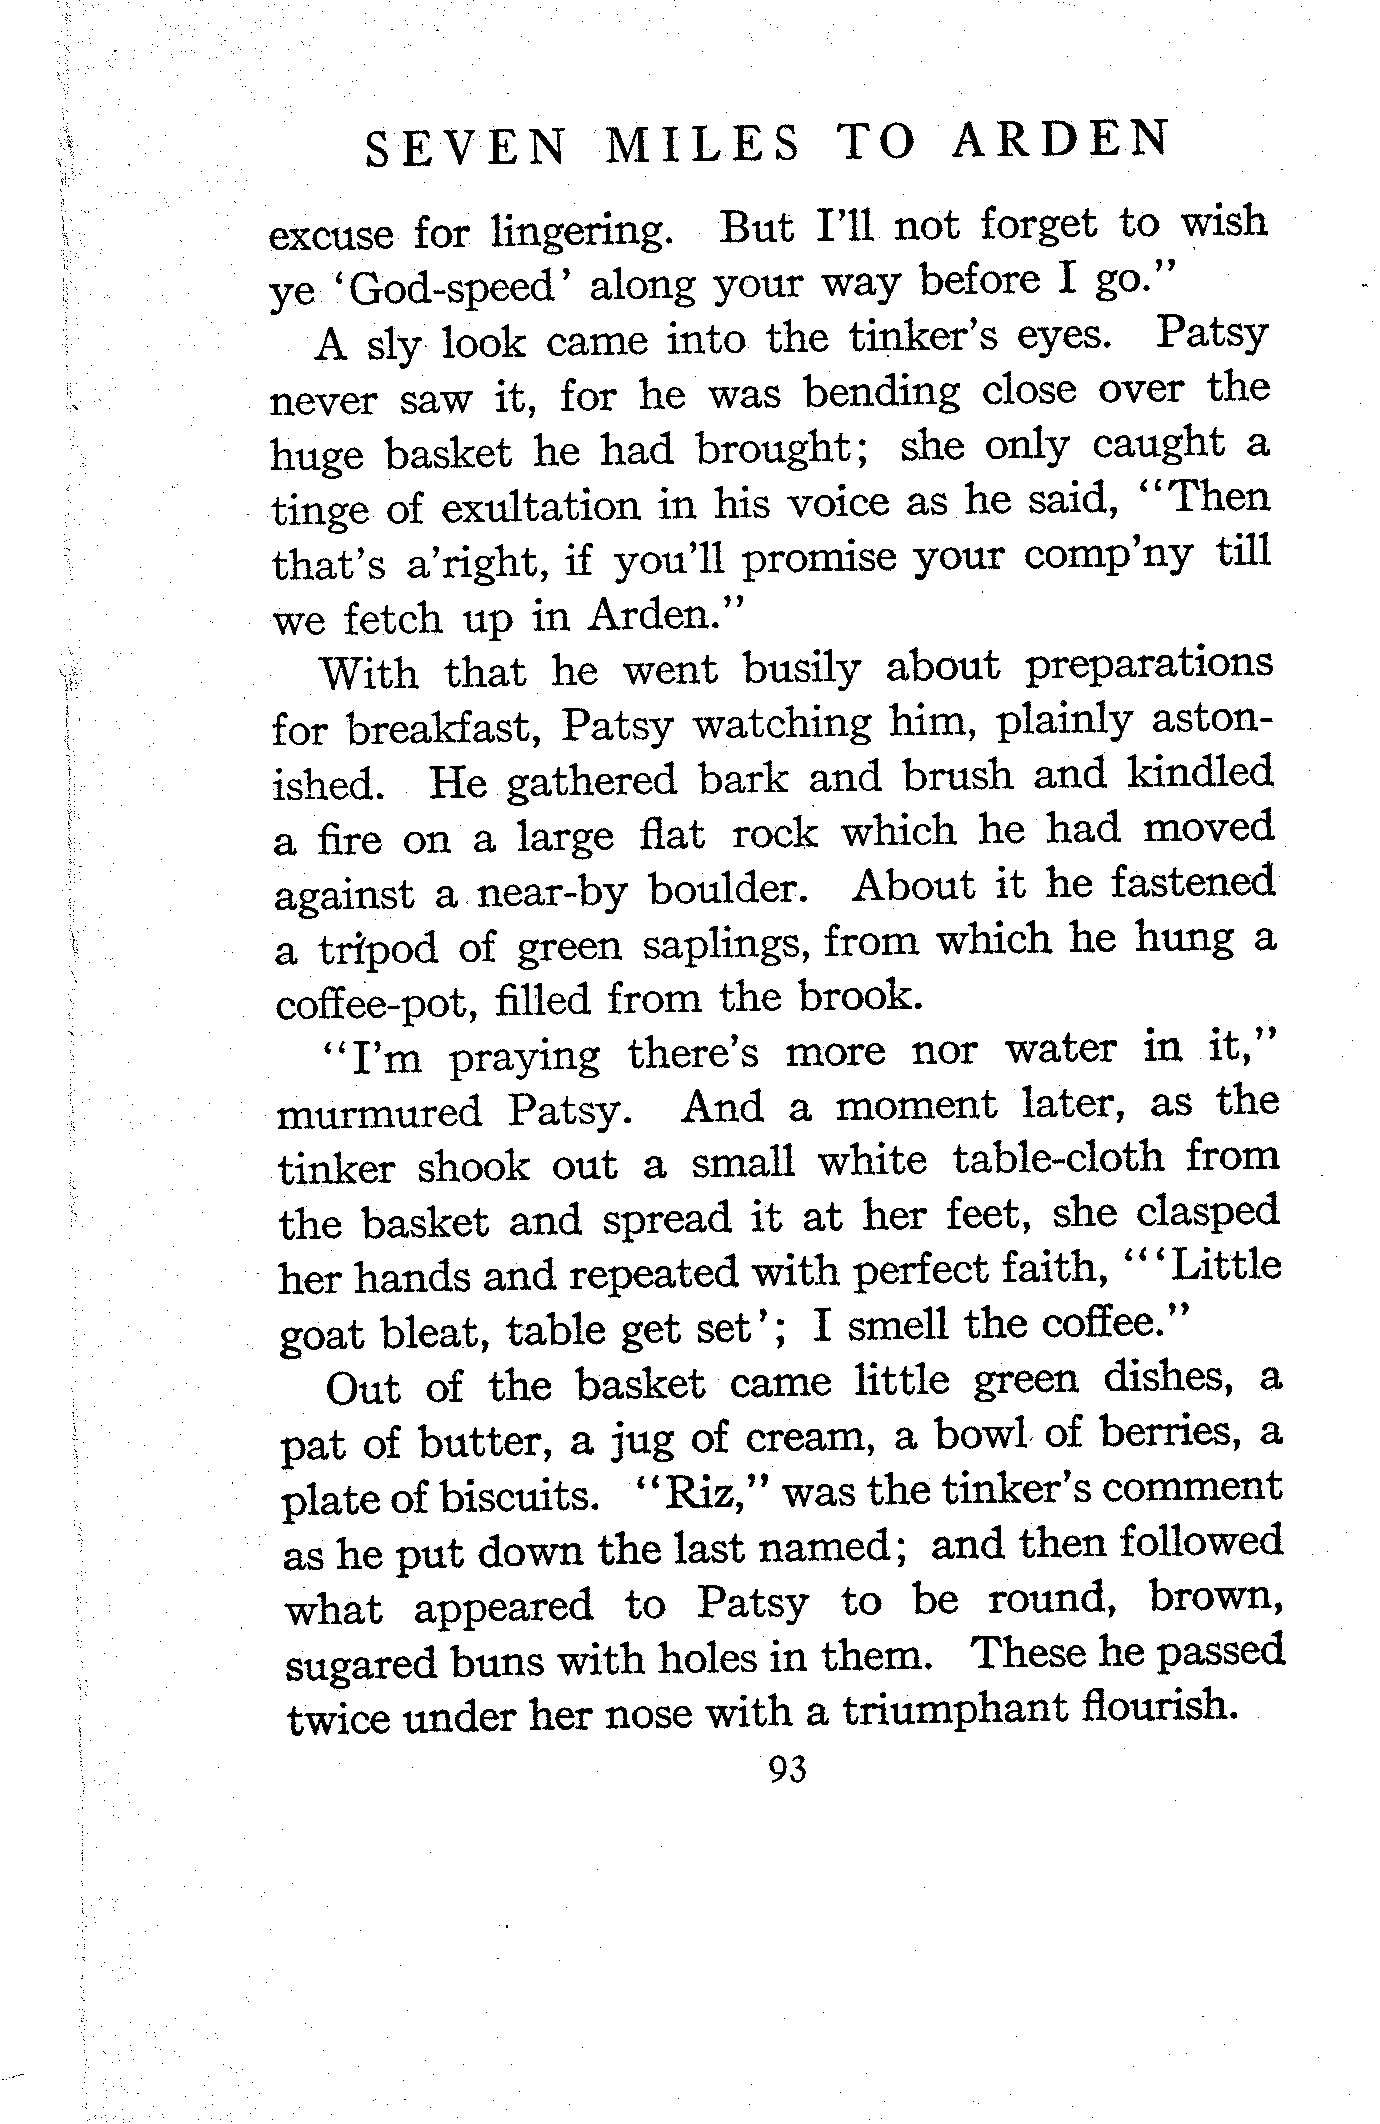 SEVEN MILES TO ARDEN
excuse for lingering. But I'll not forget to wish
ye 'God-speed' along your way before I go."
A sly look came into the tinker's eyes. Patsy
never saw it, for he was bending close over the
huge basket he had brought; she only caught a
tinge of exultation in his voice as he said, "Then
that's a'right, if you'll promise your comp'ny till
we fetch up in Arden."
With that he went busily about preparations
for breakfast, Patsy watching him, plainly aston-
ished. He gathered bark and brush and kindled
a fire on a large flat rock which he had moved
against a near-by boulder. About it he fastened
a tripod of green saplings, from which he hung a
coffee-pot, filled from the brook.
"I'm praying there's more nor water in it,"
murmured Patsy. And a moment later, as the
tinker shook out a small white table-cloth from
the basket and spread it at her feet, she clasped
her hands and repeated with perfect faith, "'Little
goat bleat, table get set'; I smell the coffee."
Out of the basket came little green dishes, a
pat of butter, a jug of cream, a bowl of berries, a
plate of biscuits. "Riz," was the tinker's comment
as he put down the last named; and then followed
what appeared to Patsy to be round, brown,
sugared buns with holes in them. These he passed
twice under her nose with a triumphant flourish.
93